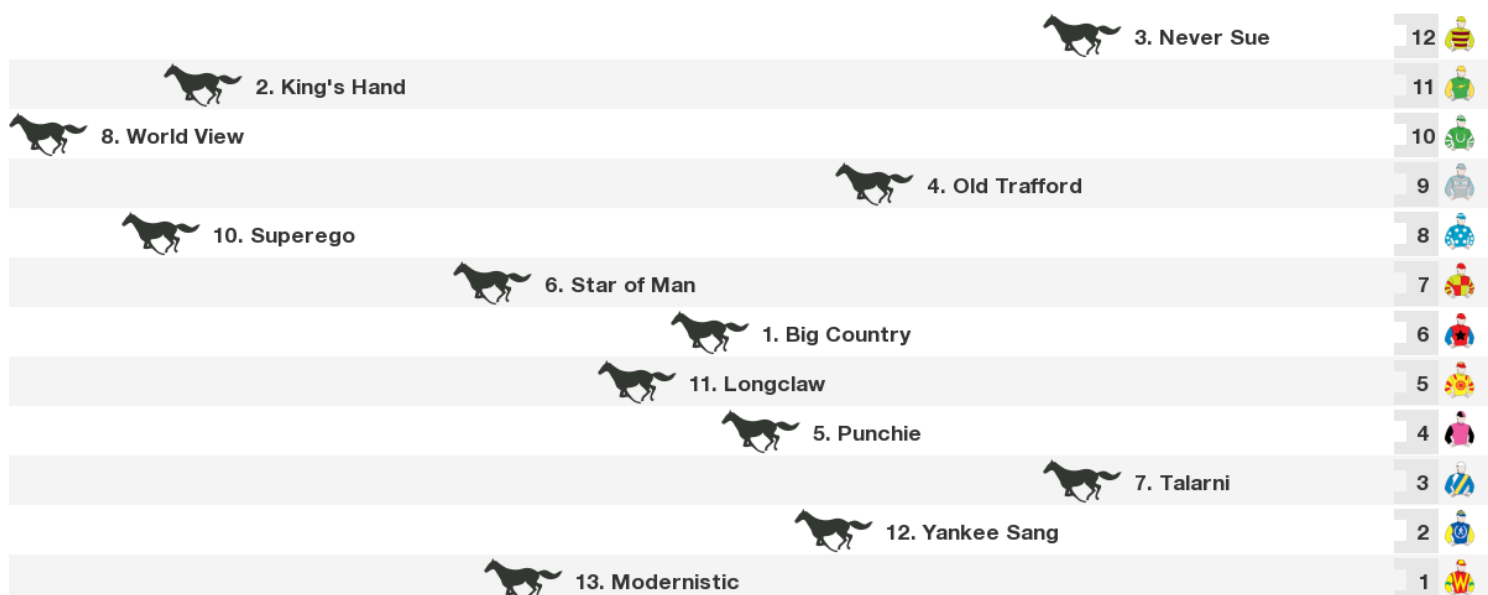 3. Never Sue 12
2. King's Hand 11
8. World View 10
4. Old Trafford 9
10. Superego 8
6. Star of Man 7
1. Big Country 6
11. Longclaw 5
5. Punchie 4
7. Talarni 3
12. Yankee Sang 2
13. Modernistic 1
W